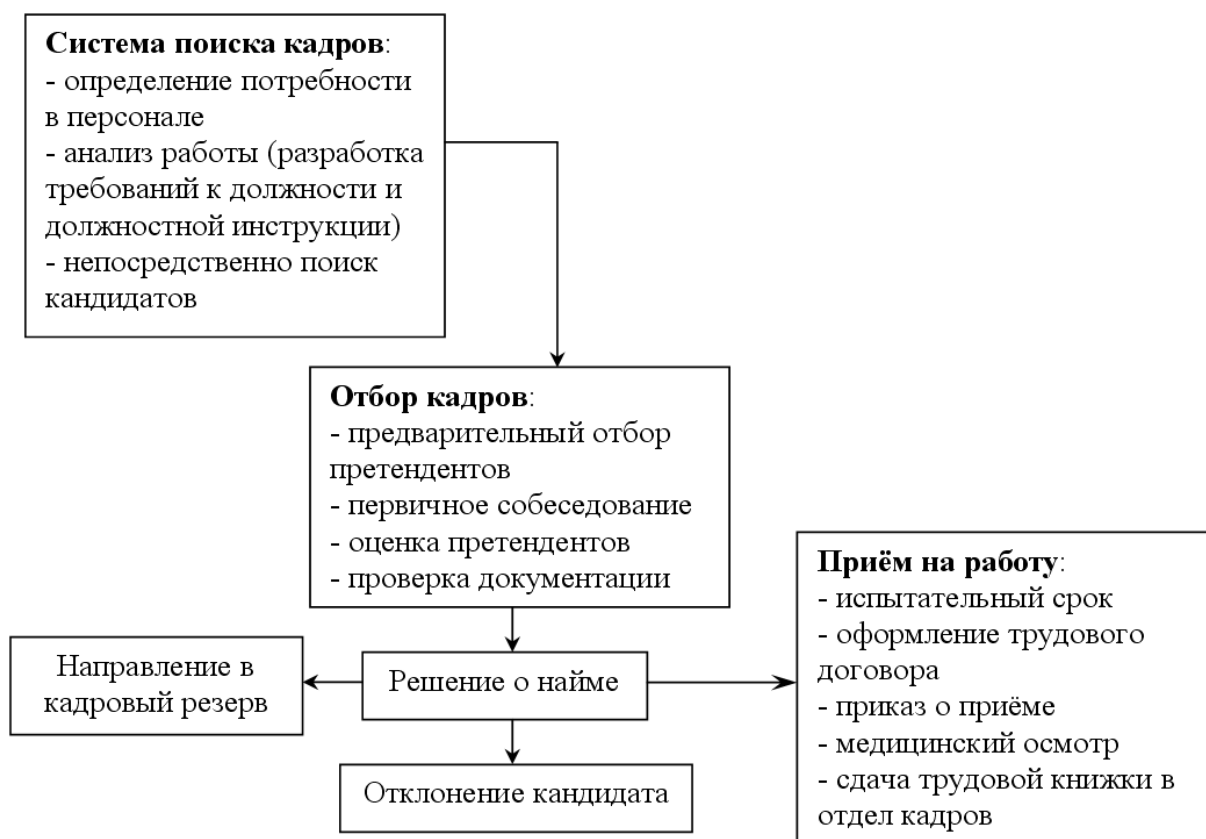 Система поиска кадров:
- определение потребности
в персонале
- анализ работы (разработка
требований к должности и
должностной инструкции)
- непосредственно поиск
кандидатов
Отбор кадров:
- предварительный отбор
претендентов
- первичное собеседование
- оценка претендентов
- проверка документации
Направление в
кадровый резерв
Решение о найме
Отклонение кандидата
Приём на работу:
- испытательный срок
- оформление трудового
договора
- приказ о приёме
- медицинский осмотр
- сдача трудовой книжки в
отдел кадров